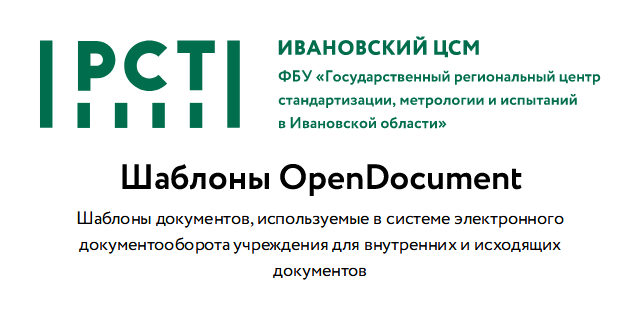 РСТ
ИВАНОВСКИЙ ЦСМ
ФБУ «Государственный региональный центр
стандартизации, метрологии и испытаний
в Ивановской области»
Шаблоны OpenDocument
Шаблоны документов, используемые в системе электронного
документооборота учреждения для внутренних и исходящих
документов